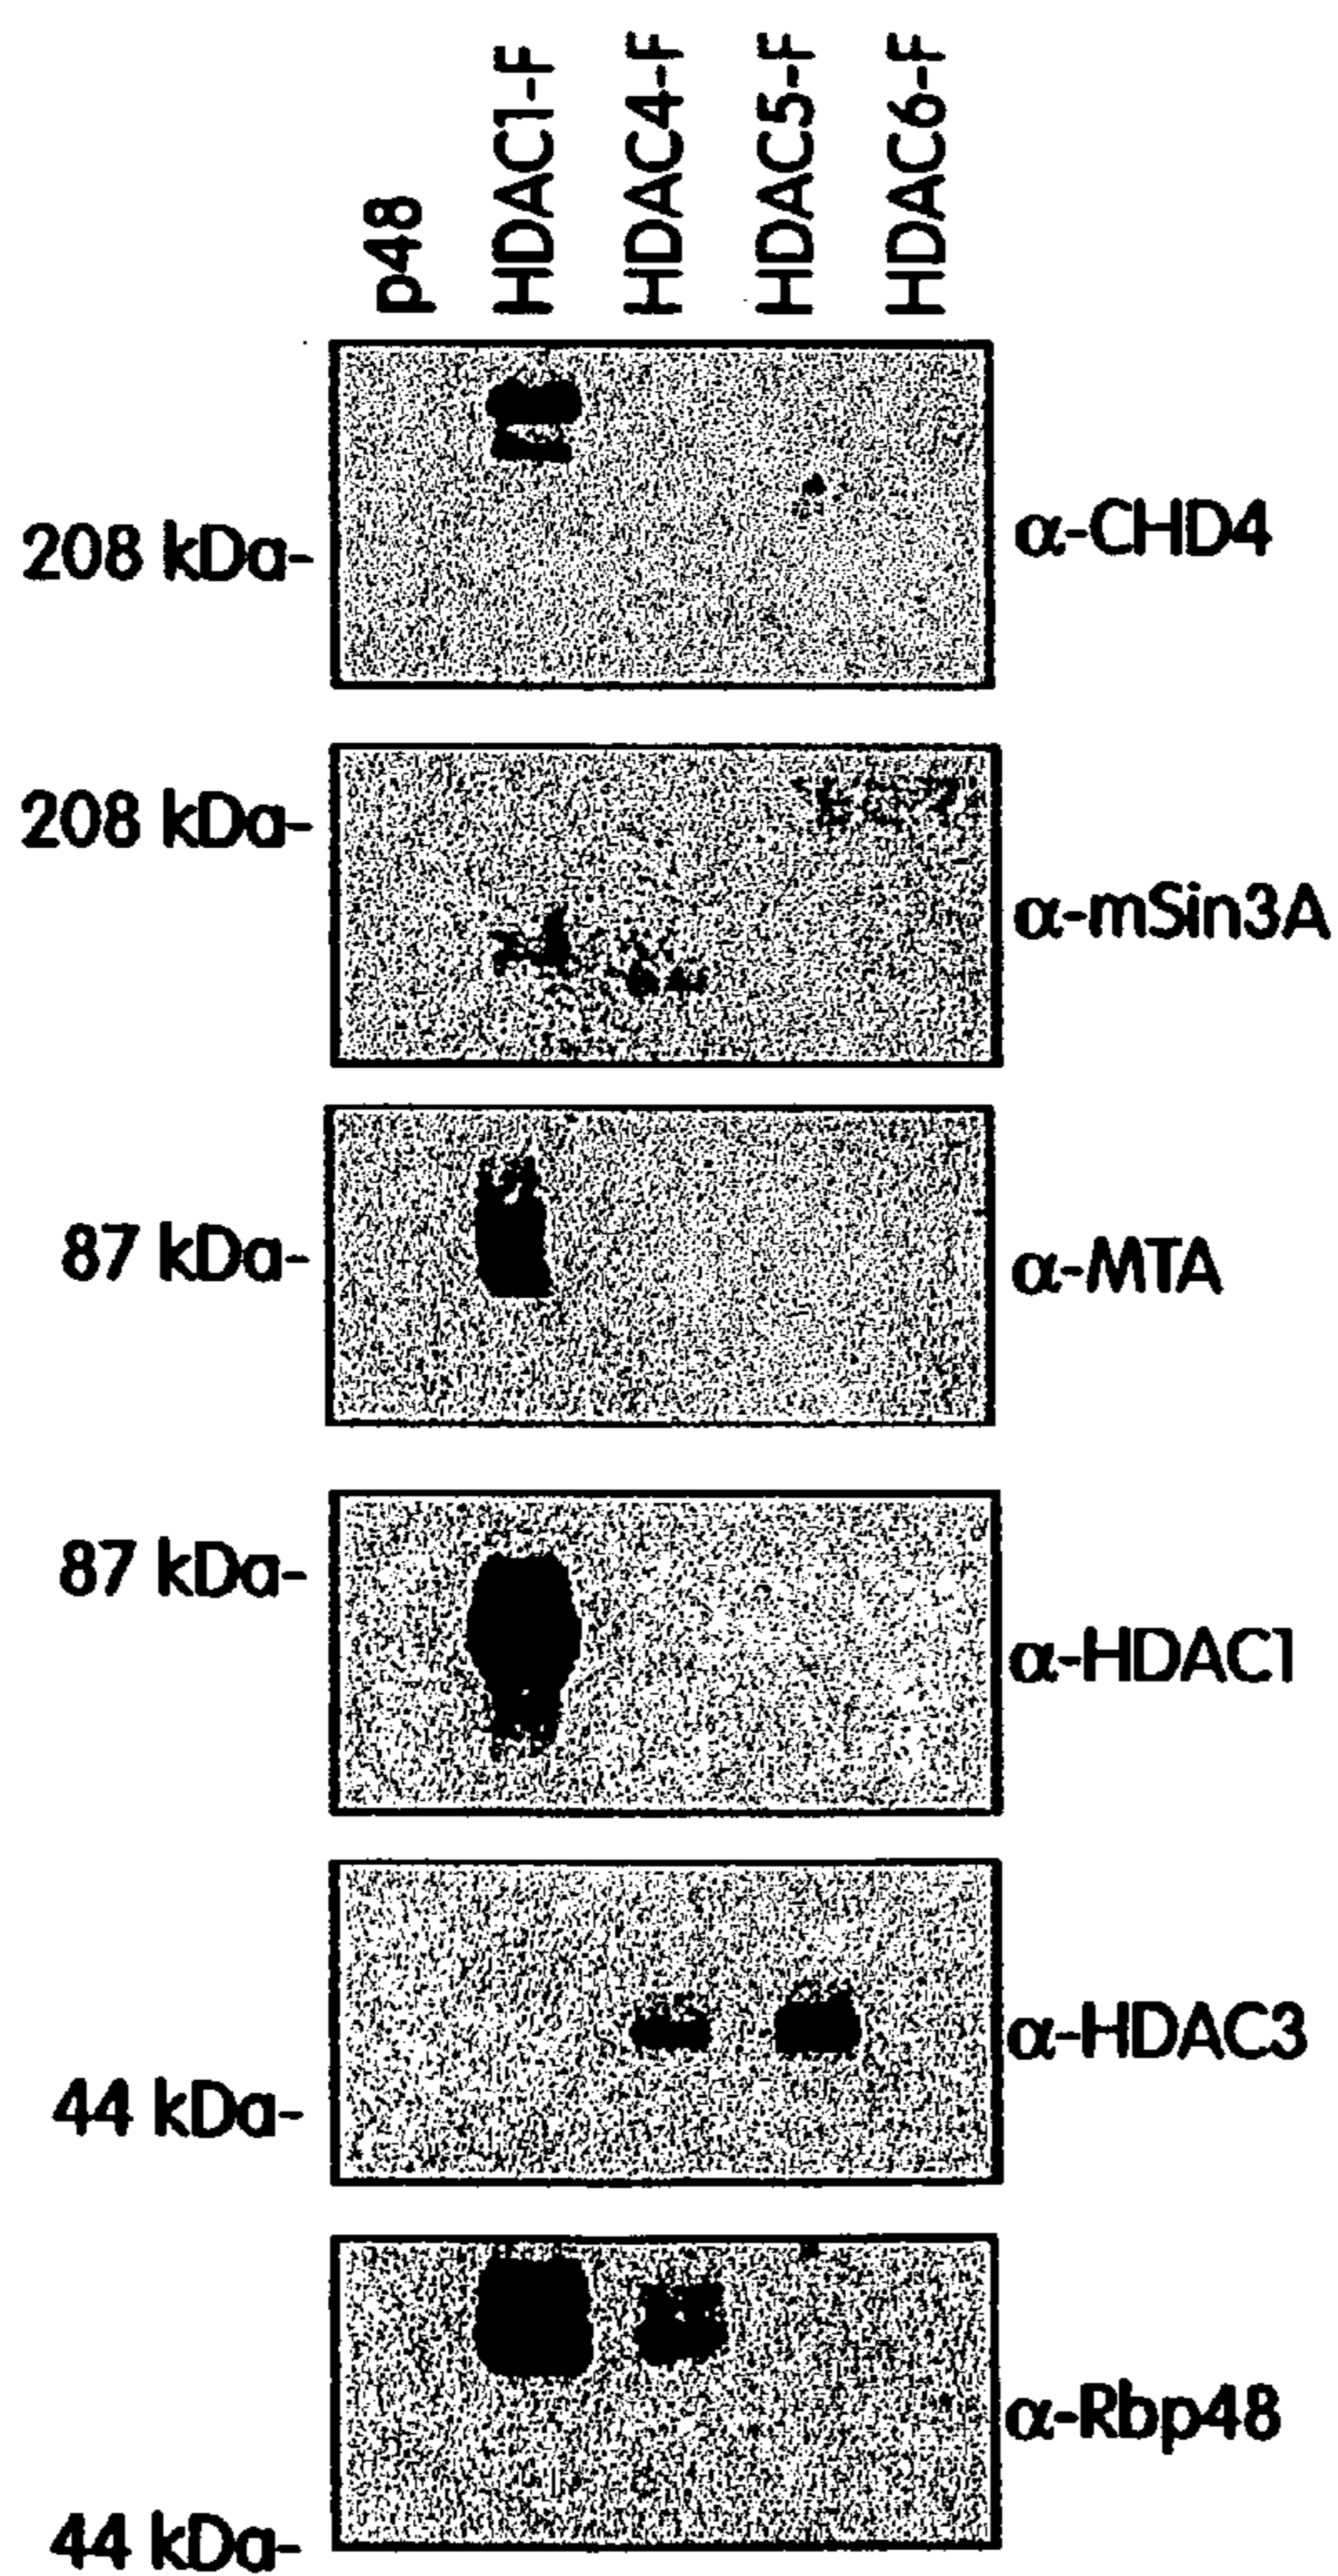 p48 HDAC1-F HDAC4-F HDAC5-F HDAC6-F
208 kDa- α-CHD4
208 kDa- α-mSin3A
87 kDa- α-MTA
87 kDa- α-HDAC1
α-HDAC3
44 kDa-
α-Rbp48
44 kDa-